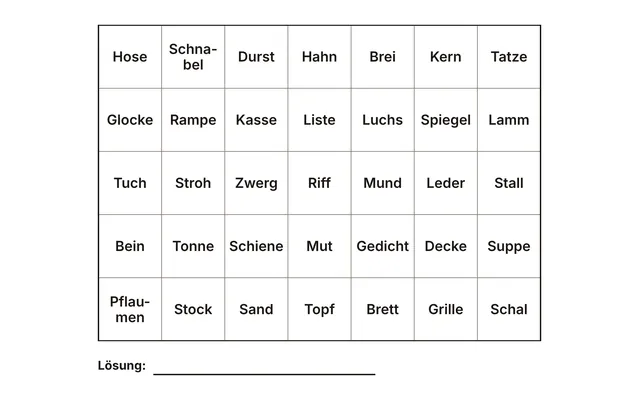 Hose Schna-
bel Durst Hahn Brei Kern Tatze
Glocke Rampe Kasse Liste Luchs Spiegel Lamm
Tuch Stroh Zwerg Riff Mund Leder Stall
Bein Tonne Schiene Mut Gedicht Decke Suppe
Pflau-
men Stock Sand Topf Brett Grille Schal
Lösung: